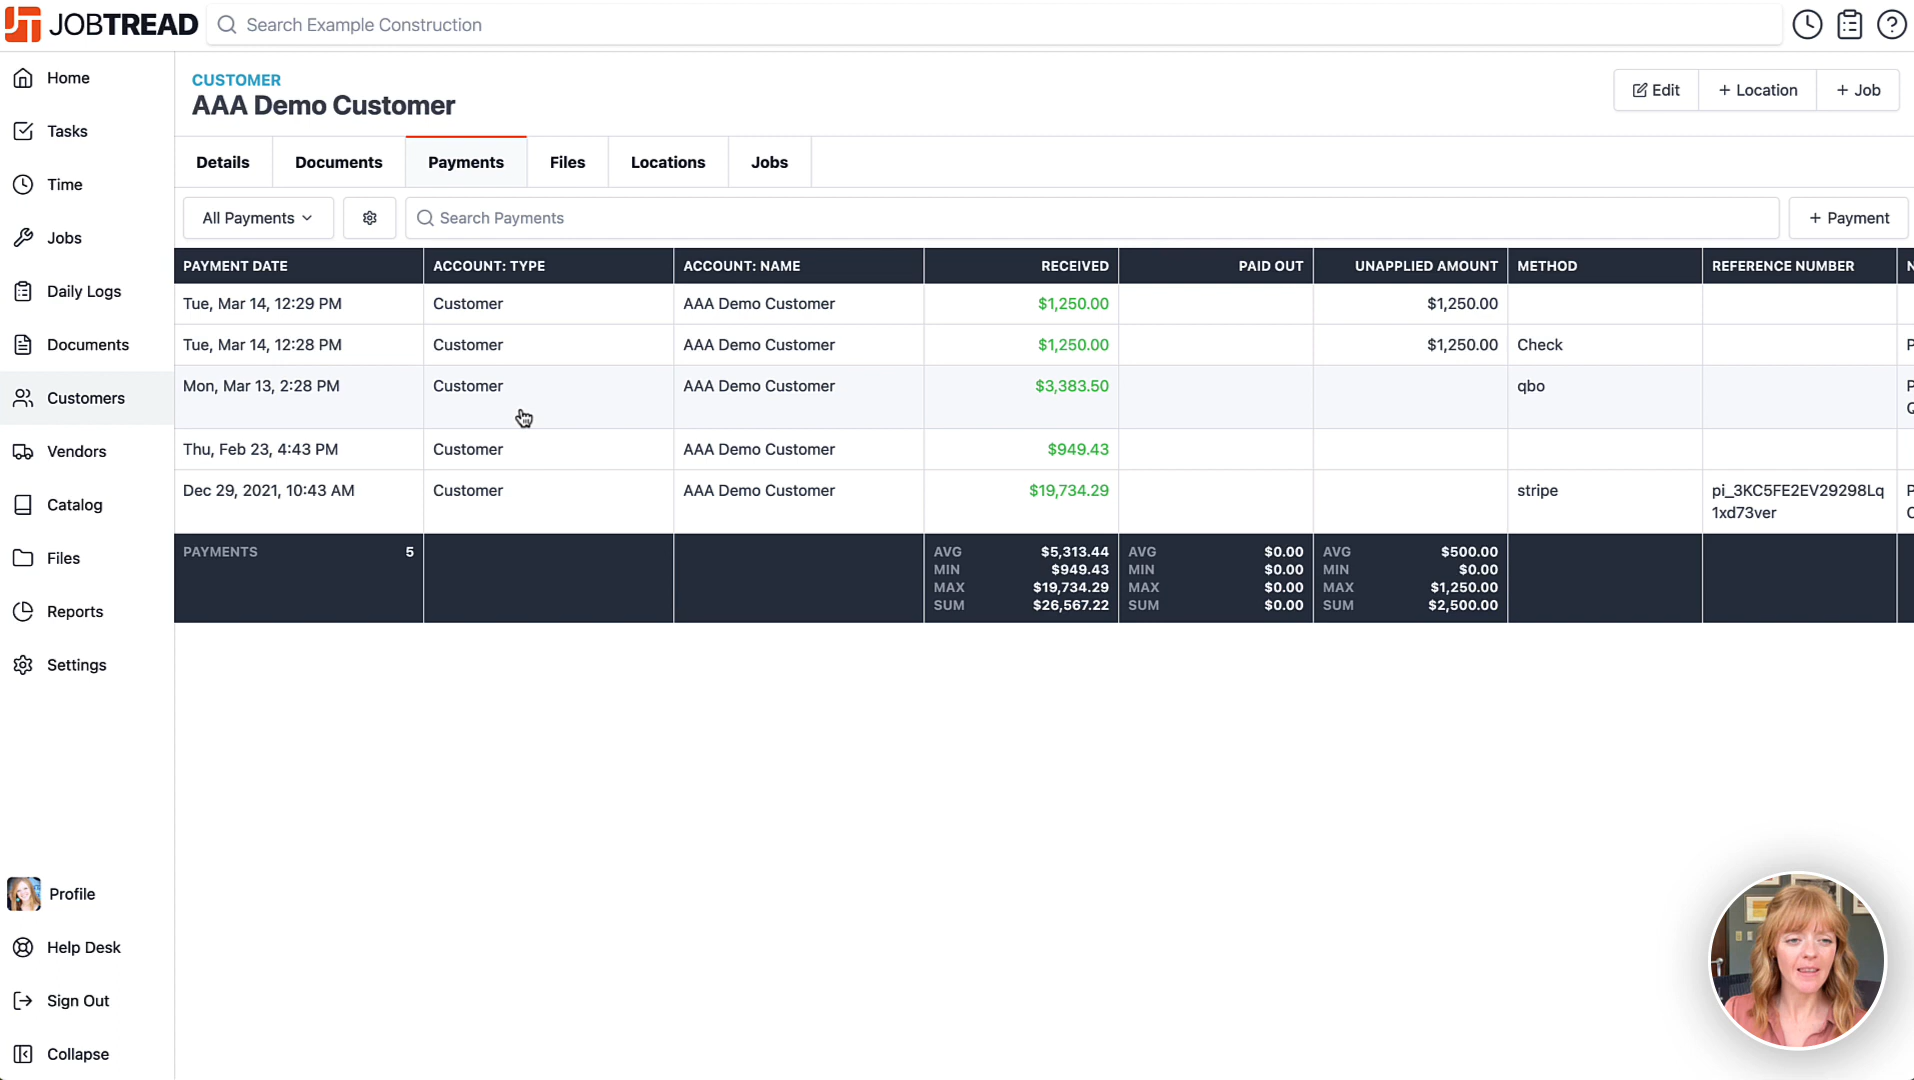 JOBTREAD
Search Example Construction
Home
Tasks
Time
Jobs
Daily Logs
Documents
Customers
Vendors
Catalog
Files
Reports
Settings
Profile
Help Desk
Sign Out
Collapse
CUSTOMER
AAA Demo Customer
Edit
+ Location
+ Job
Details Documents Payments Files Locations Jobs
All Payments
Search Payments
+ Payment
PAYMENT DATE ACCOUNT: TYPE ACCOUNT: NAME RECEIVED PAID OUT UNAPPLIED AMOUNT METHOD REFERENCE NUMBER
Tue, Mar 14, 12:29 PM Customer AAA Demo Customer $1,250.00 $1,250.00
Tue, Mar 14, 12:28 PM Customer AAA Demo Customer $1,250.00 $1,250.00 Check P
Mon, Mar 13, 2:28 PM Customer AAA Demo Customer $3,383.50 qbo P
Thu, Feb 23, 4:43 PM Customer AAA Demo Customer $949.43
Dec 29, 2021, 10:43 AM Customer AAA Demo Customer $19,734.29 stripe pi_3KC5FE2EV29298Lq P
1xd73ver
PAYMENTS 5 AVG $5,313.44 AVG $0.00 AVG $500.00
MIN $949.43 MIN $0.00 MIN $0.00
MAX $19,734.29 MAX $0.00 MAX $1,250.00
SUM $26,567.22 SUM $0.00 SUM $2,500.00